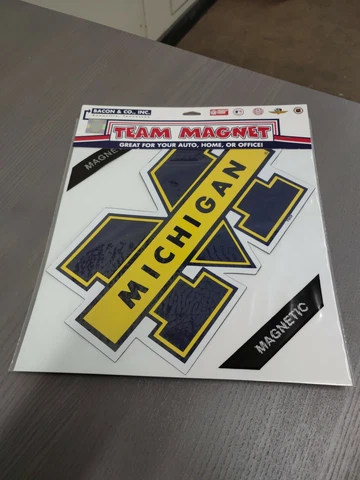 BACON & CO., INC.
TEAM MAGNET
GREAT FOR YOUR AUTO, HOME, OR OFFICE!
MAGNETIC
MICHIGAN
MAGNETIC